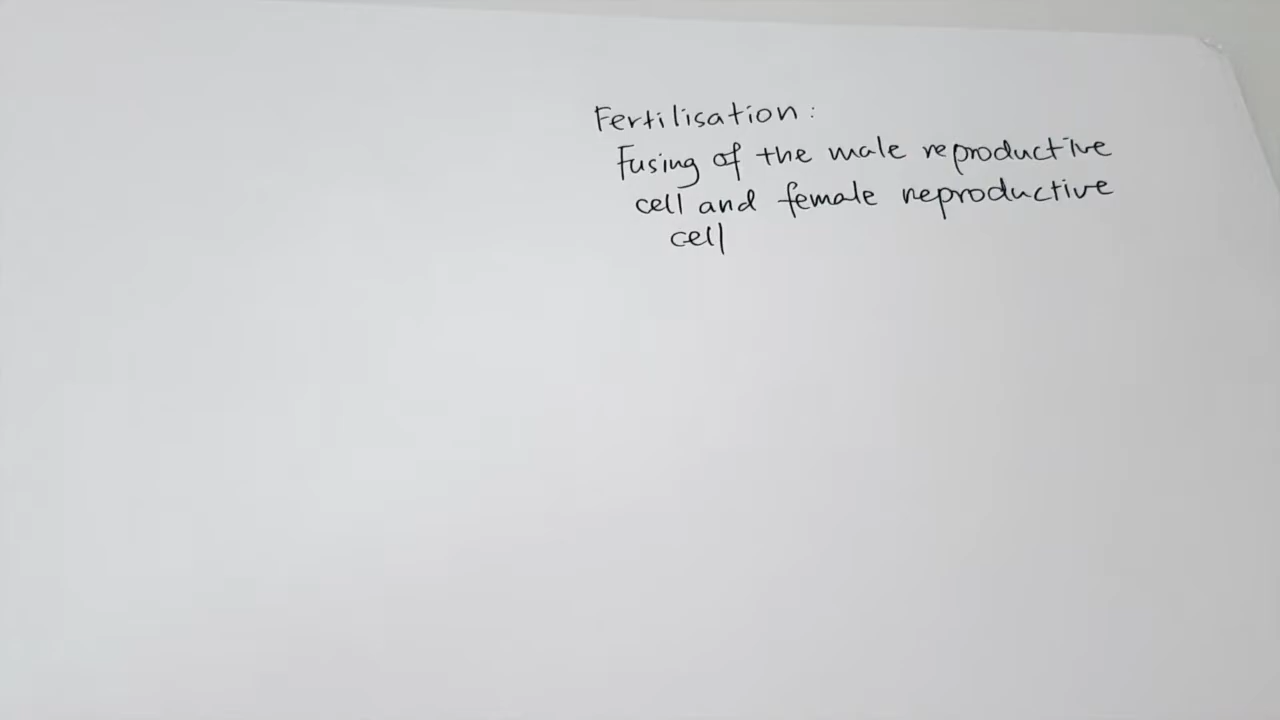 Fertilisation:
Fusing of the male reproductive
cell and female reproductive
cell